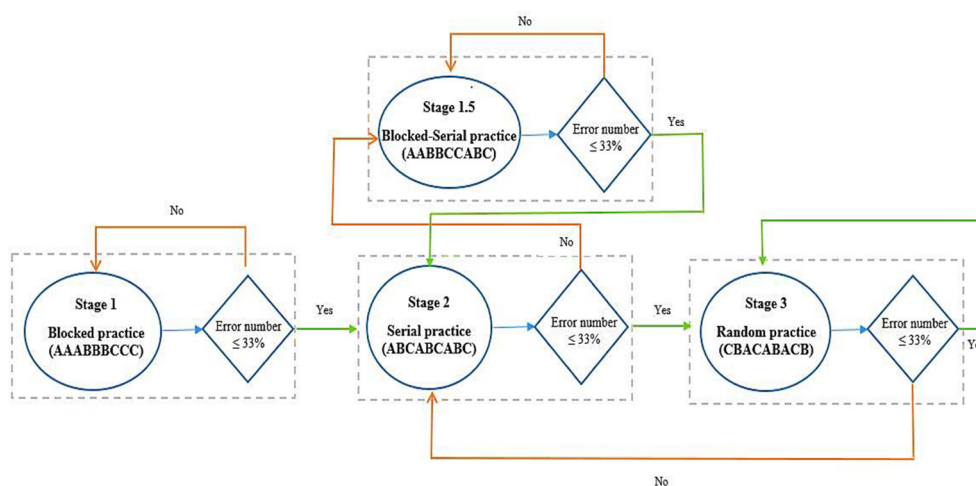 No
Stage 1.5
Blocked-Serial practice
(AABBCCABC)
Error number
≤ 33%
Yes
No
Stage 1
Blocked practice
(AAABBBCCC)
Error number
≤ 33%
Yes
No
Stage 2
Serial practice
(ABCABCABC)
Error number
≤ 33%
Yes
Stage 3
Random practice
(CBACABACB)
Error number
≤ 33%
No